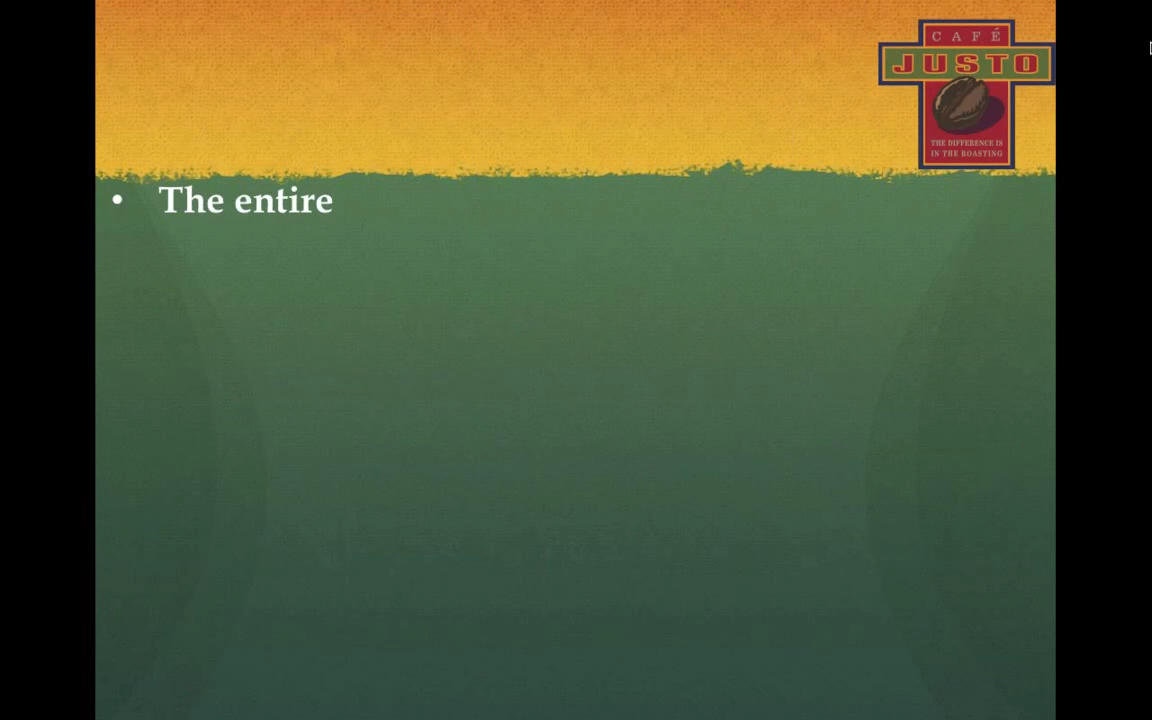 CAFÉ
JUSTO
THE DIFFERENCE IS
IN THE ROASTING
• The entire